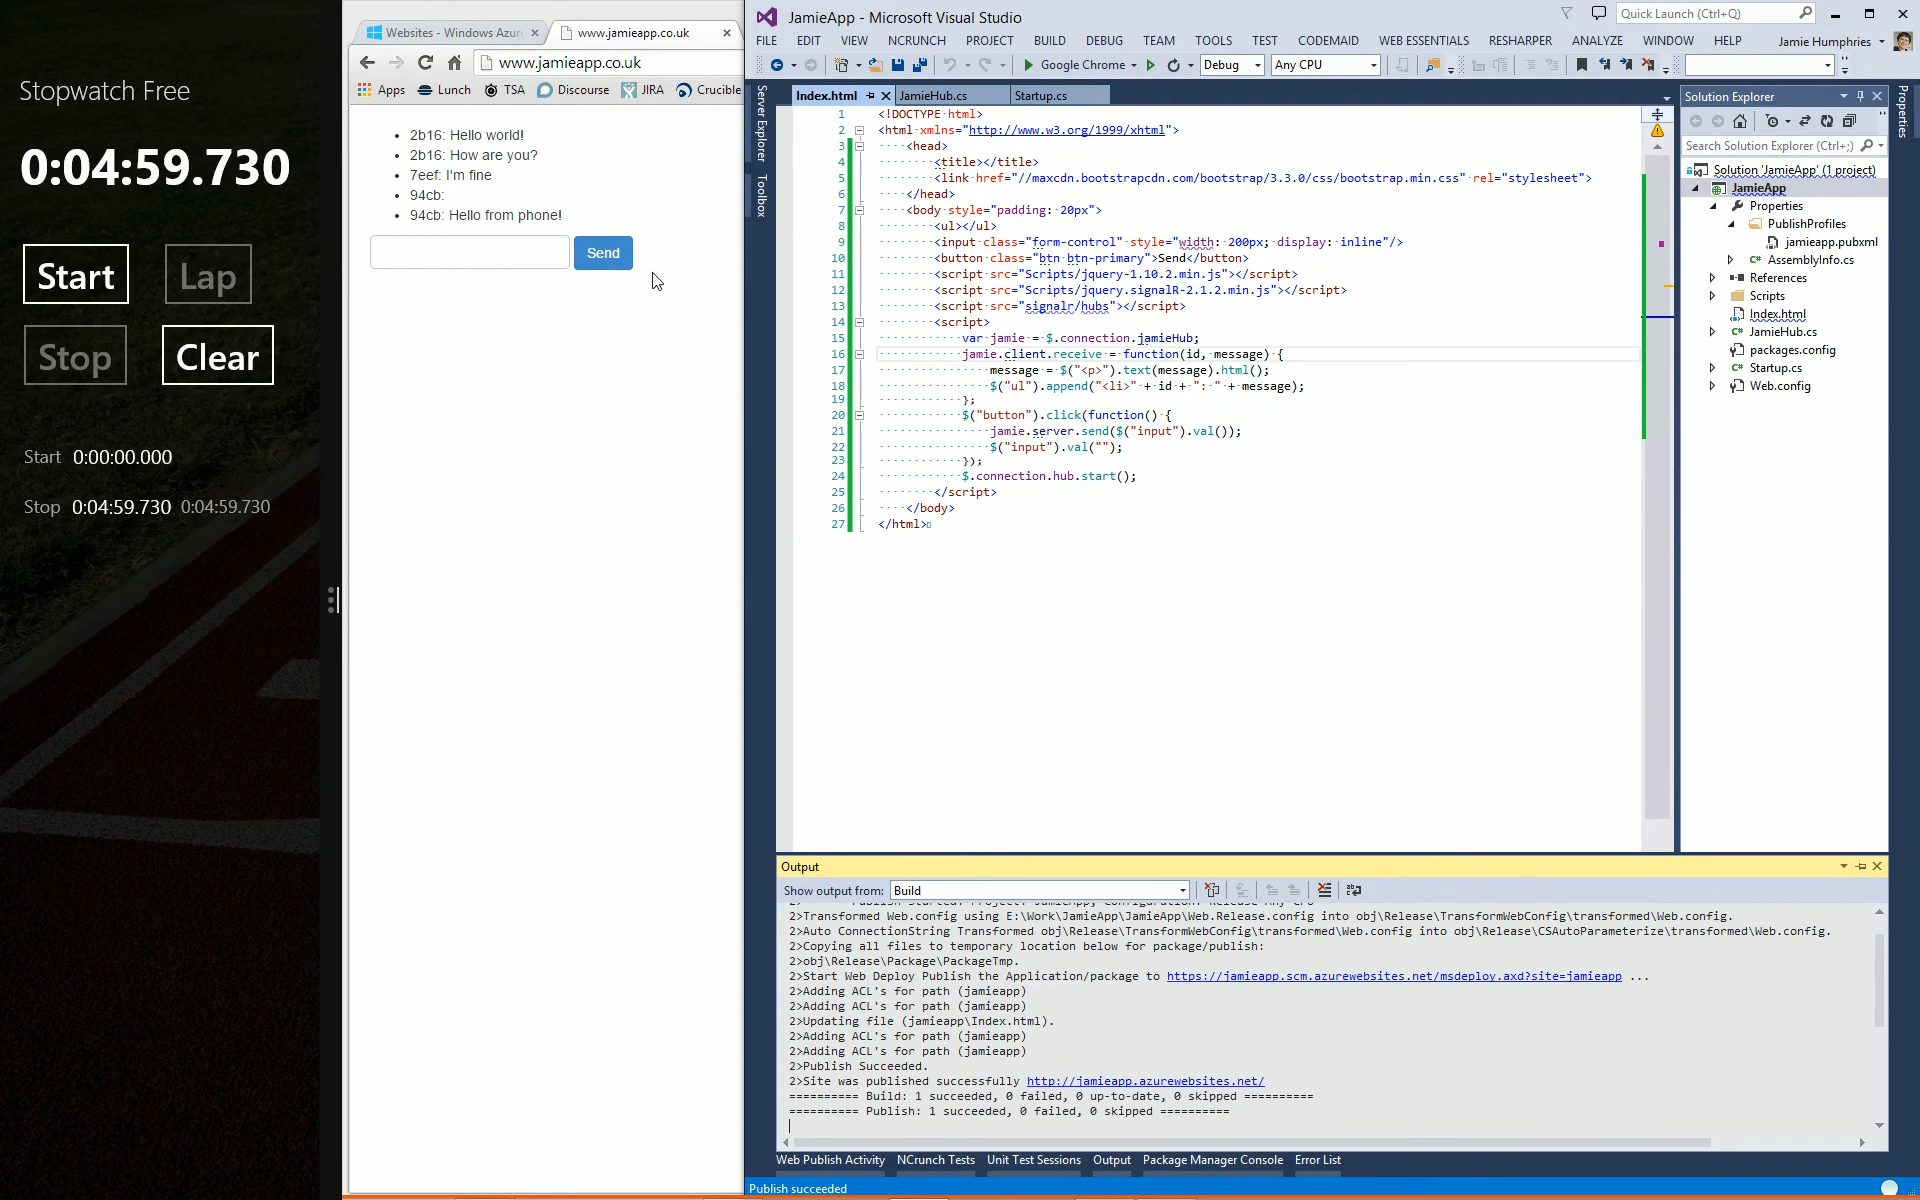 Stopwatch Free
0:04:59.730
Start Lap
Stop Clear
Start 0:00:00.000
Stop 0:04:59.730 0:04:59.730
Websites - Windows Azur
www.jamieapp.co.uk
www.jamieapp.co.uk
Apps Lunch TSA Discourse JIRA Crucible
2b16: Hello world!
2b16: How are you?
7eef: I'm fine
94cb:
94cb: Hello from phone!
Send
JamieApp - Microsoft Visual Studio
Quick Launch (Ctrl+Q)
FILE EDIT VIEW NCRUNCH PROJECT BUILD DEBUG TEAM TOOLS TEST CODEMAID WEB ESSENTIALS RESHARPER ANALYZE WINDOW HELP Jamie Humphries
Google Chrome Debug Any CPU
Server Explorer
Toolbox
Index.html JamieHub.cs Startup.cs
1 <!DOCTYPE html>
2 <html xmlns="http://www.w3.org/1999/xhtml">
3 <head>
4 <title></title>
5 <link href="//maxcdn.bootstrapcdn.com/bootstrap/3.3.0/css/bootstrap.min.css" rel="stylesheet">
6 </head>
7 <body style="padding: 20px">
8 <ul></ul>
9 <input class="form-control" style="width: 200px; display: inline"/>
10 <button class="btn btn-primary">Send</button>
11 <script src="Scripts/jquery-1.10.2.min.js"></script>
12 <script src="Scripts/jquery.signalR-2.1.2.min.js"></script>
13 <script src="signalr/hubs"></script>
14 <script>
15 var jamie = $.connection.jamieHub;
16 jamie.client.receive = function(id, message) {
17 message = $("<p>").text(message).html();
18 $("ul").append("<li>" + id + ": " + message);
19 };
20 $("button").click(function() {
21 jamie.server.send($("input").val());
22 $("input").val("");
23 });
24 $.connection.hub.start();
25 </script>
26 </body>
27 </html>
Solution Explorer
Search Solution Explorer (Ctrl+;)
Solution 'JamieApp' (1 project)
JamieApp
Properties
PublishProfiles
jamieapp.pubxml
AssemblyInfo.cs
References
Scripts
Index.html
JamieHub.cs
packages.config
Startup.cs
Web.config
Properties
Output
Show output from: Build
2>Transformed Web.config using E:\Work\JamieApp\JamieApp\Web.Release.config into obj\Release\TransformWebConfig\transformed\Web.config.
2>Auto ConnectionString Transformed obj\Release\TransformWebConfig\transformed\Web.config into obj\Release\CSAutoParameterize\transformed\Web.config.
2>Copying all files to temporary location below for package/publish:
2>obj\Release\Package\PackageTmp.
2>Start Web Deploy Publish the Application/package to https://jamieapp.scm.azurewebsites.net/msdeploy.axd?site=jamieapp ...
2>Adding ACL's for path (jamieapp)
2>Adding ACL's for path (jamieapp)
2>Updating file (jamieapp\Index.html).
2>Adding ACL's for path (jamieapp)
2>Adding ACL's for path (jamieapp)
2>Publish Succeeded.
2>Site was published successfully http://jamieapp.azurewebsites.net/
========== Build: 1 succeeded, 0 failed, 0 up-to-date, 0 skipped ==========
========== Publish: 1 succeeded, 0 failed, 0 skipped ==========
Web Publish Activity NCrunch Tests Unit Test Sessions Output Package Manager Console Error List
Publish succeeded